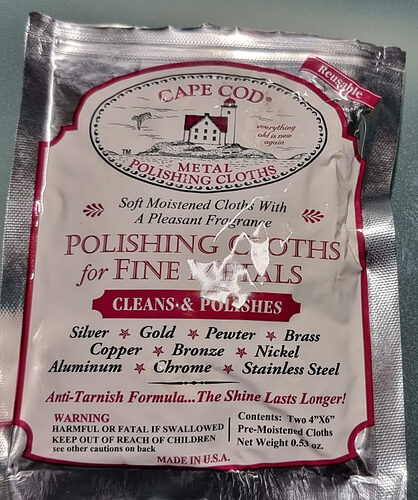 Reusable
CAPE COD®
everything
old is new
again
TM
METAL
POLISHING CLOTHS
Soft Moistened Cloths With
A Pleasant Fragrance
POLISHING CLOTHS
for FINE METALS
CLEANS & POLISHES
Silver ★ Gold ★ Pewter ★ Brass
Copper ★ Bronze ★ Nickel
Aluminum ★ Chrome ★ Stainless Steel
Anti-Tarnish Formula...The Shine Lasts Longer!
WARNING
HARMFUL OR FATAL IF SWALLOWED
KEEP OUT OF REACH OF CHILDREN
see other cautions on back
Contents: Two 4"X6"
Pre-Moistened Cloths
Net Weight 0.53 oz.
MADE IN U.S.A.